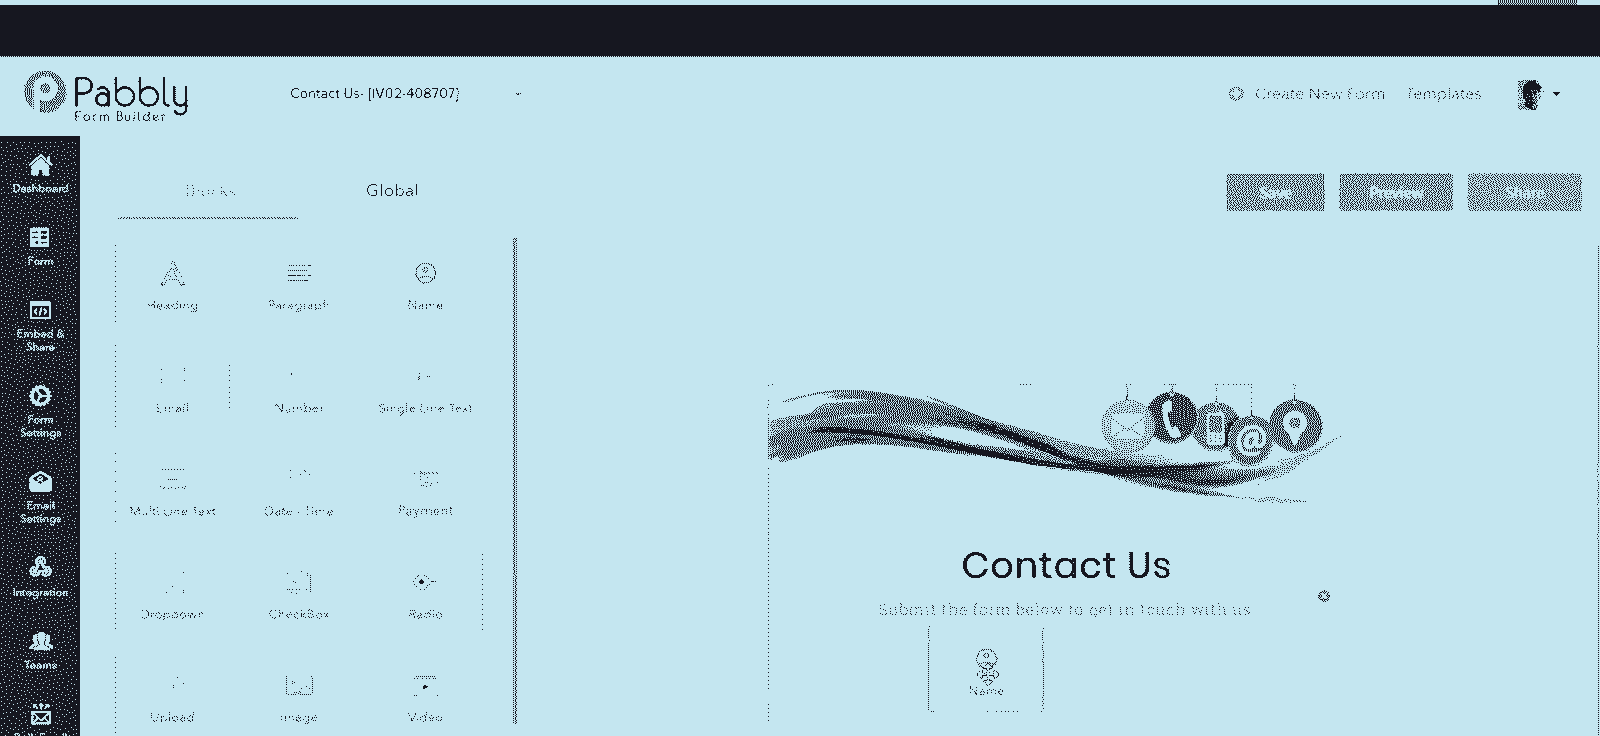 Pabbly
Form Builder
Contact Us- [IV02-408707]
Create New Form
Templates
Dashboard
Form
Embed &
Share
Form
Settings
Email
Settings
Integration
Teams
Global
Save
Preview
Heading
Paragraph
Name
Email
Number
Single Line Text
Multi Line Text
Date - Time
Payment
Dropdown
CheckBox
Radio
Upload
Image
Video
Contact Us
Submit the form below to get in touch with us
Name